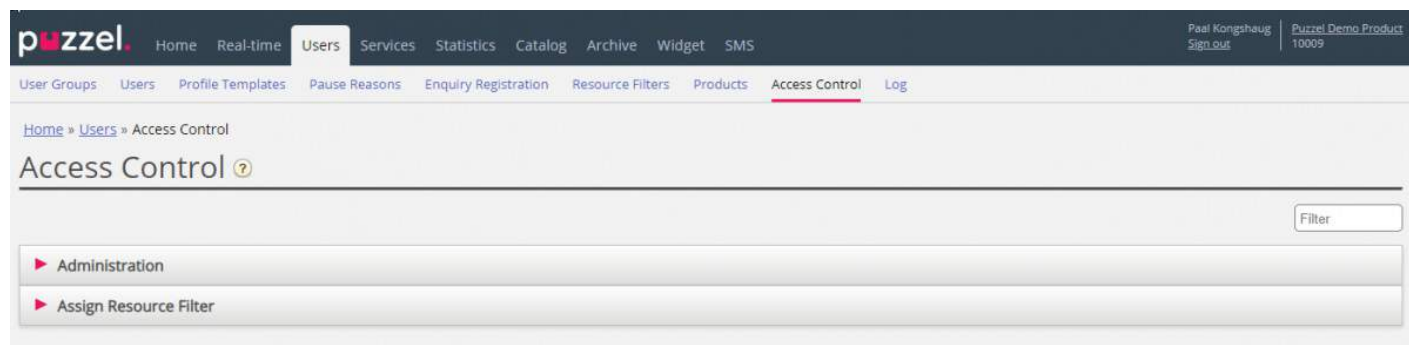 puzzel. Home Real-time Users Services Statistics Catalog Archive Widget SMS
Paal Kongshaug Puzzel Demo Product
Sign out 10009
User Groups Users Profile Templates Pause Reasons Enquiry Registration Resource Filters Products Access Control Log
Home » Users » Access Control
Access Control ?
Filter
Administration
Assign Resource Filter